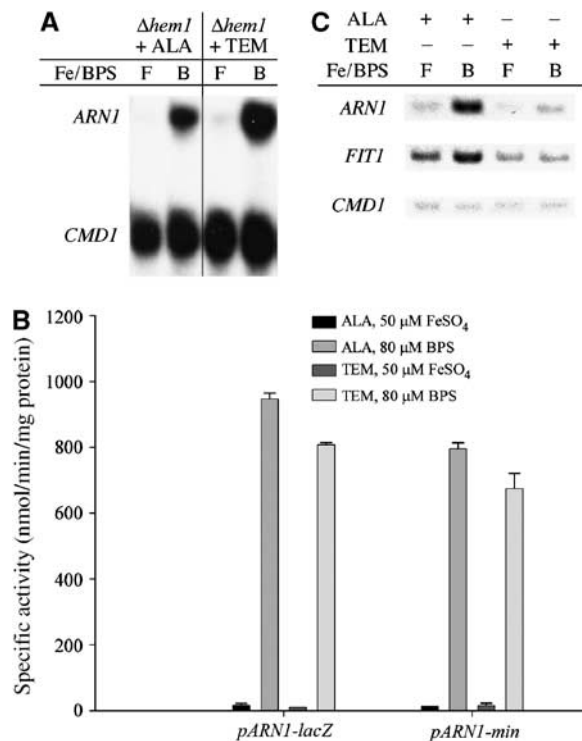 A
Δhem1 Δhem1
+ ALA + TEM
Fe/BPS F B F B
ARN1
CMD1
C
ALA + + – –
TEM – – + +
Fe/BPS F B F B
ARN1
FIT1
CMD1
B
ALA, 50 μM FeSO4
ALA, 80 μM BPS
TEM, 50 μM FeSO4
TEM, 80 μM BPS
Specific activity (nmol/min/mg protein)
1200
1000
800
600
400
200
0
pARN1-lacZ pARN1-min